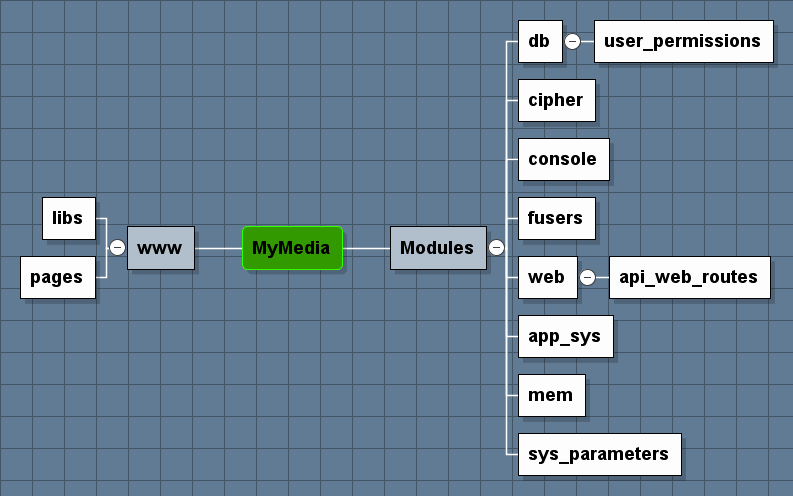 db
user_permissions
cipher
console
libs
fusers
www
MyMedia
Modules
pages
web
api_web_routes
app_sys
mem
sys_parameters